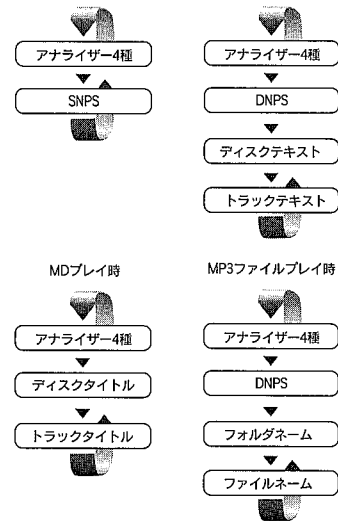 アナライザー4種
SNPS
アナライザー4種
DNPS
ディスクテキスト
トラックテキスト
MDプレイ時
アナライザー4種
ディスクタイトル
トラックタイトル
MP3ファイルプレイ時
アナライザー4種
DNPS
フォルダネーム
ファイルネーム